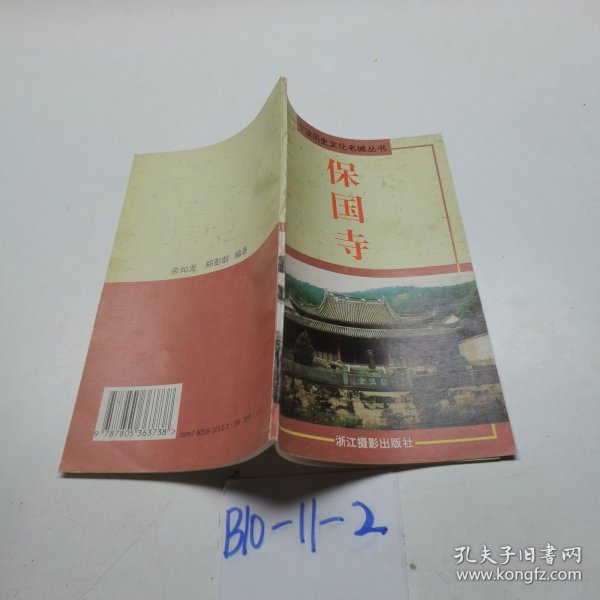 历史文化名城丛书
保国寺
余如龙 郑彭龄 编著
浙江摄影出版社
9 787805 363738 >
B10-11-2
孔夫子旧书网
www.kongfz.com